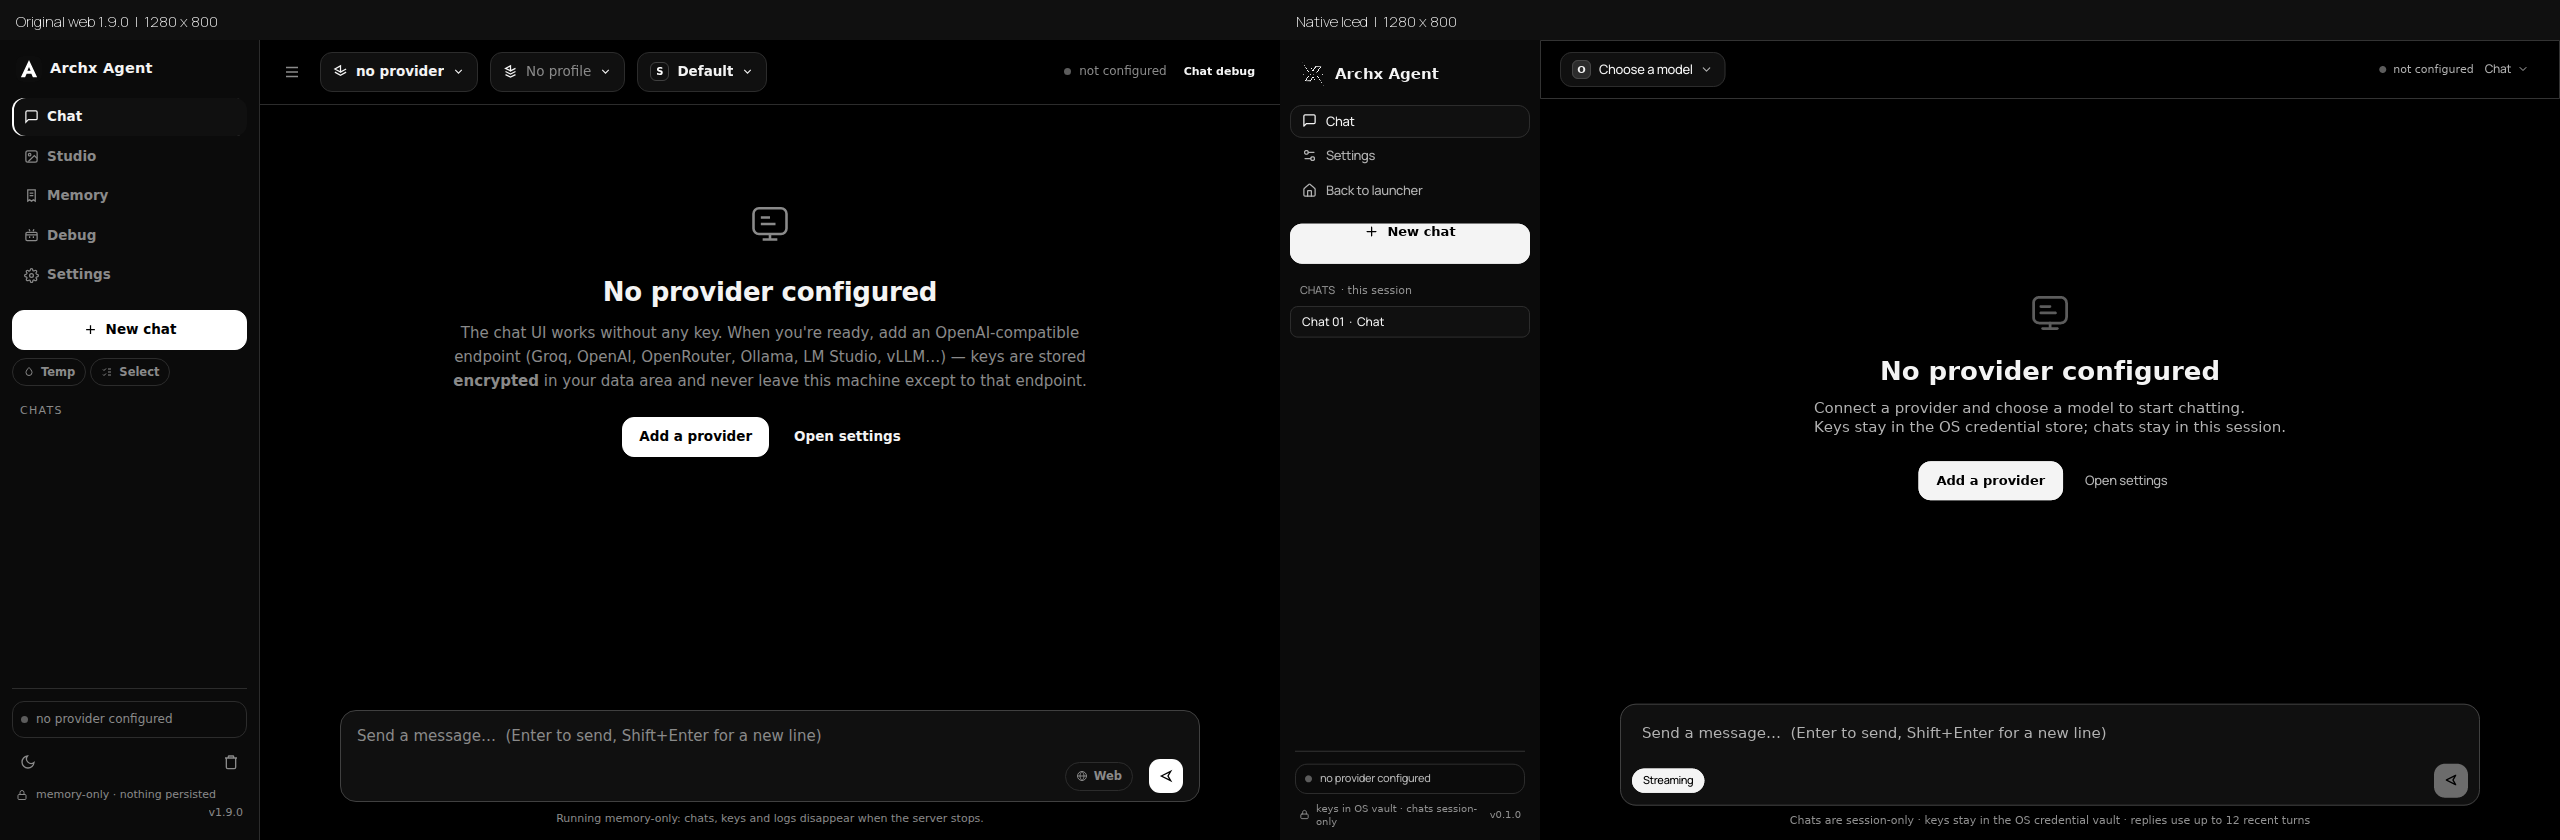 Original web 1.9.0 | 1280 x 800
Archx Agent
Chat
Studio
Memory
Debug
Settings
+ New chat
Temp
Select
CHATS
no provider configured
memory-only · nothing persisted
v1.9.0
no provider
No profile
S Default
not configured
Chat debug
No provider configured
The chat UI works without any key. When you're ready, add an OpenAI-compatible
endpoint (Groq, OpenAI, OpenRouter, Ollama, LM Studio, vLLM…) — keys are stored
encrypted in your data area and never leave this machine except to that endpoint.
Add a provider
Open settings
Send a message… (Enter to send, Shift+Enter for a new line)
Web
Running memory-only: chats, keys and logs disappear when the server stops.
Native Iced | 1280 x 800
Archx Agent
Chat
Settings
Back to launcher
+ New chat
CHATS · this session
Chat 01 · Chat
no provider configured
keys in OS vault · chats session-
only
v0.1.0
O Choose a model
not configured
Chat
No provider configured
Connect a provider and choose a model to start chatting.
Keys stay in the OS credential store; chats stay in this session.
Add a provider
Open settings
Send a message… (Enter to send, Shift+Enter for a new line)
Streaming
Chats are session-only · keys stay in the OS credential vault · replies use up to 12 recent turns